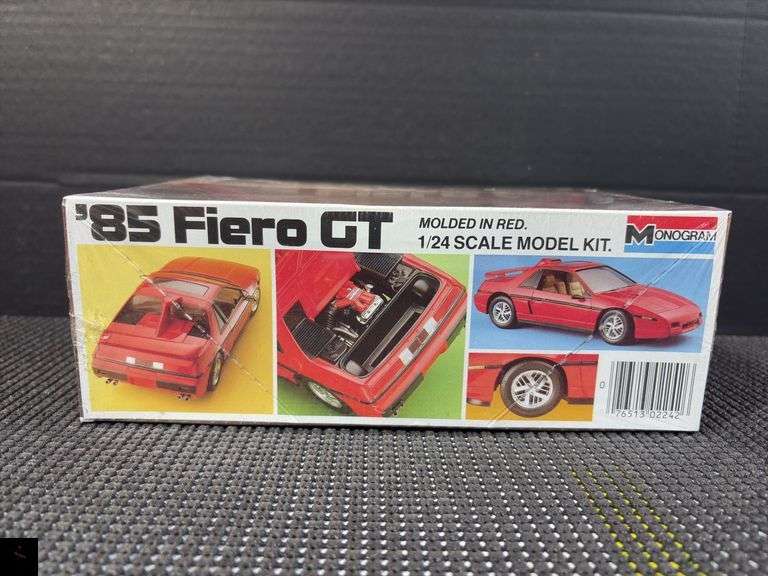 '85 Fiero GT
MOLDED IN RED.
1/24 SCALE MODEL KIT.
MONOGRAM
0 76513 02242